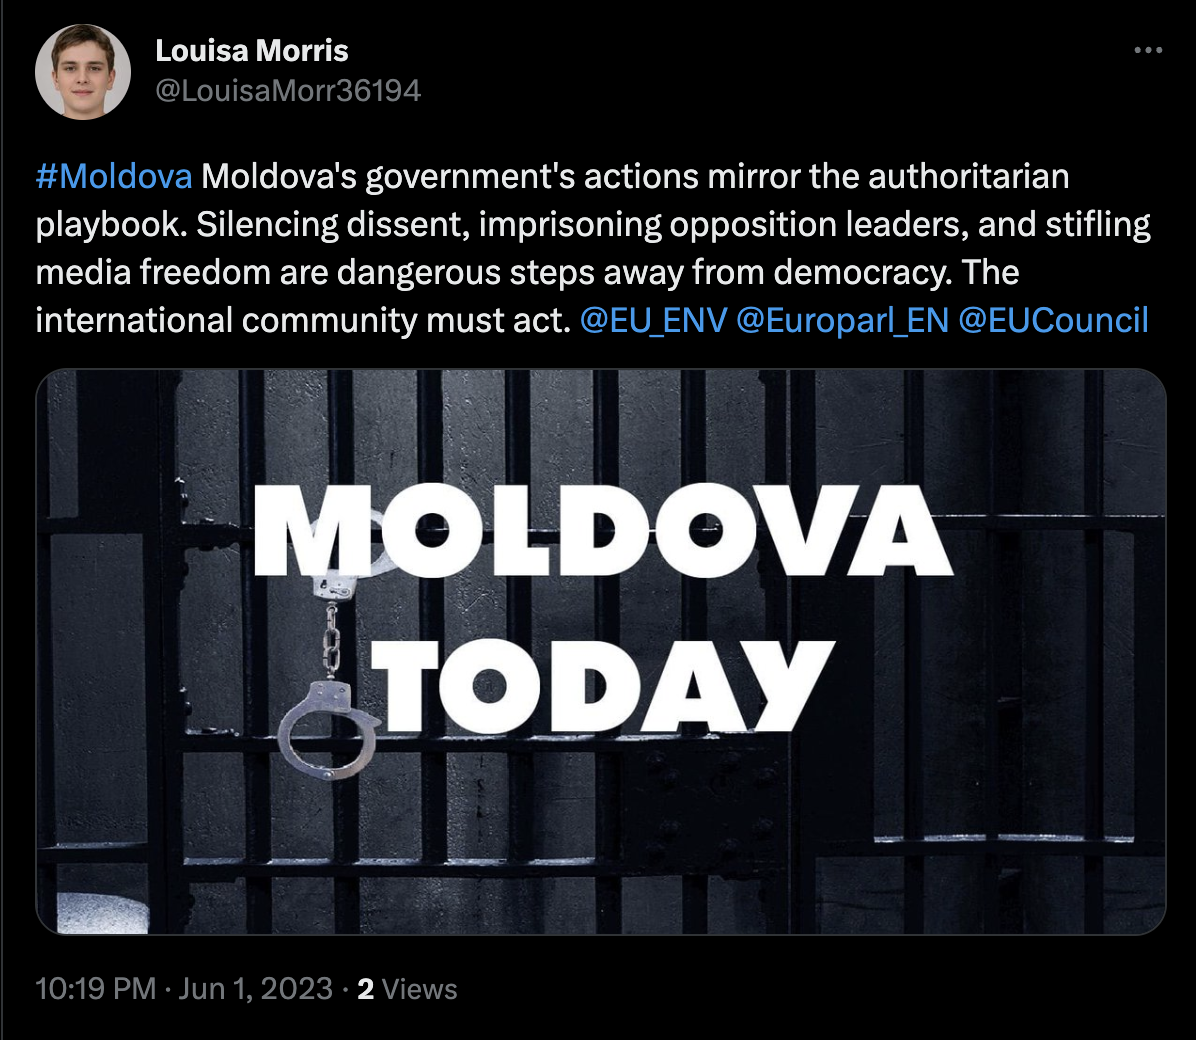 Louisa Morris
@LouisaMorr36194
#Moldova Moldova's government's actions mirror the authoritarian
playbook. Silencing dissent, imprisoning opposition leaders, and stifling
media freedom are dangerous steps away from democracy. The
international community must act. @EU_ENV @Europarl_EN @EUCouncil
MOLDOVA
TODAY
10:19 PM · Jun 1, 2023 · 2 Views